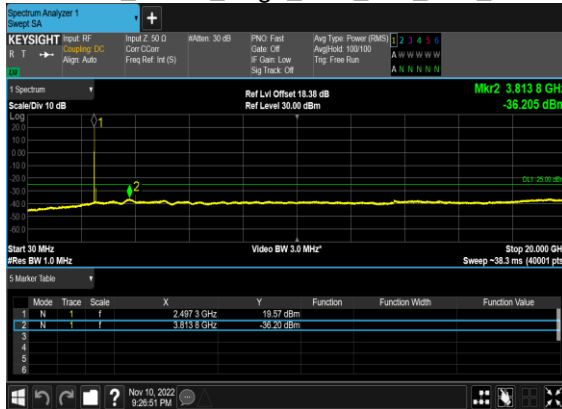 Spectrum Analyzer 1
Swept SA
+
KEYSIGHT Input: RF Input Z: 50 Ω #Atten: 30 dB PNO: Fast Avg Type: Power (RMS) 1 2 3 4 5 6
R T Coupling: DC Corr CCorr Gate: Off Avg|Hold: 100/100 A W W W W W
Align: Auto Freq Ref: Int (S) IF Gain: Low Trig: Free Run
LXI Sig Track: Off A N N N N N
1 Spectrum Ref Lvl Offset 18.38 dB Mkr2 3.813 8 GHz
Scale/Div 10 dB Ref Level 30.00 dBm -36.205 dBm
Log
20.0
10.0
0.00
-10.0
-20.0
-30.0
-40.0
-50.0
-60.0
1
2
DL1 -25.00 dBm
Start 30 MHz Video BW 3.0 MHz* Stop 20.000 GH
#Res BW 1.0 MHz Sweep ~38.3 ms (40001 pts
5 Marker Table
Mode Trace Scale X Y Function Function Width Function Value
1 N 1 f 2.497 3 GHz 19.57 dBm
2 N 1 f 3.813 8 GHz -36.20 dBm
3
4
5
6
? Nov 10, 2022
9:26:51 PM